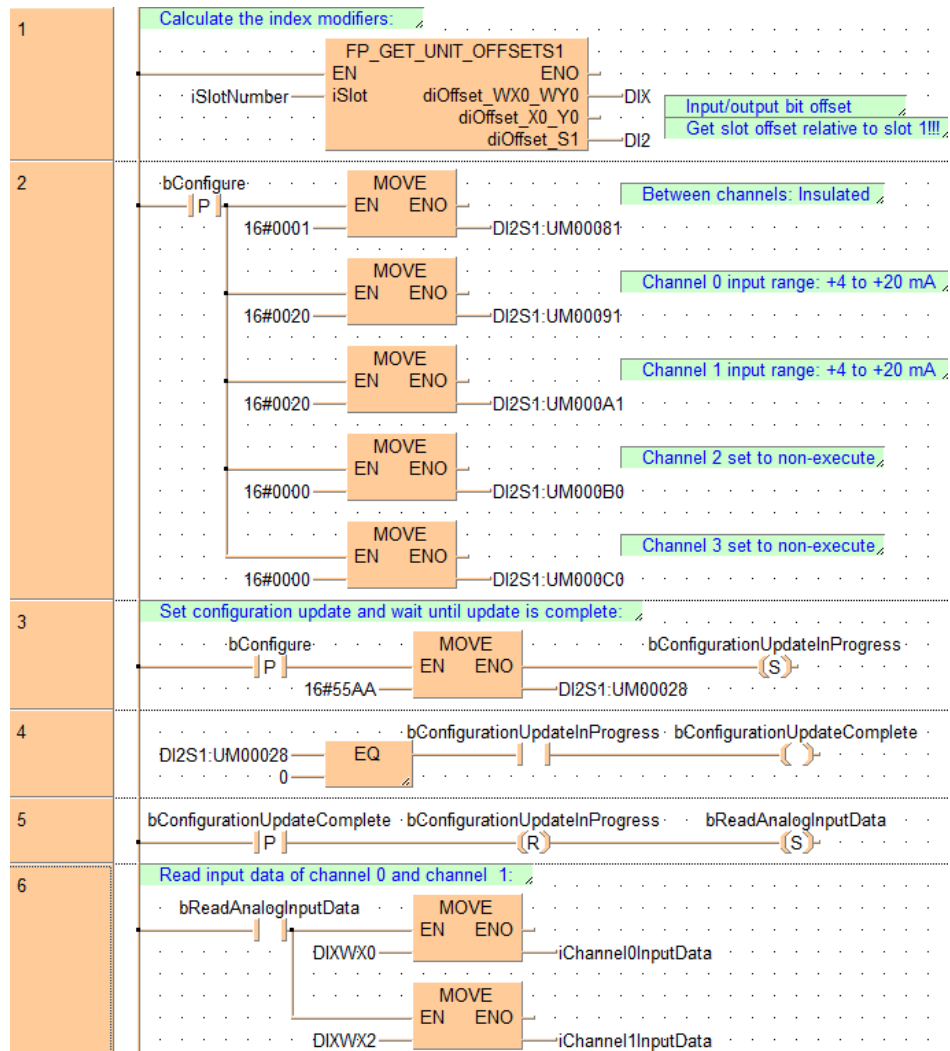 1
Calculate the index modifiers:
FP_GET_UNIT_OFFSETS1
EN ENO
iSlotNumber iSlot diOffset_WX0_WY0 DIX Input/output bit offset
diOffset_X0_Y0 Get slot offset relative to slot 1!!!
diOffset_S1 DI2
2
bConfigure MOVE
P EN ENO Between channels: Insulated
16#0001 DI2S1:UM00081
MOVE
EN ENO Channel 0 input range: +4 to +20 mA
16#0020 DI2S1:UM00091
MOVE
EN ENO Channel 1 input range: +4 to +20 mA
16#0020 DI2S1:UM000A1
MOVE
EN ENO Channel 2 set to non-execute
16#0000 DI2S1:UM000B0
MOVE
EN ENO Channel 3 set to non-execute
16#0000 DI2S1:UM000C0
3
Set configuration update and wait until update is complete:
bConfigure MOVE bConfigurationUpdateInProgress
P EN ENO S
16#55AA DI2S1:UM00028
4
bConfigurationUpdateInProgress bConfigurationUpdateComplete
DI2S1:UM00028 EQ
0
5
bConfigurationUpdateComplete bConfigurationUpdateInProgress bReadAnalogInputData
P R S
6
Read input data of channel 0 and channel 1:
bReadAnalogInputData MOVE
EN ENO
DIXWX0 iChannel0InputData
MOVE
EN ENO
DIXWX2 iChannel1InputData